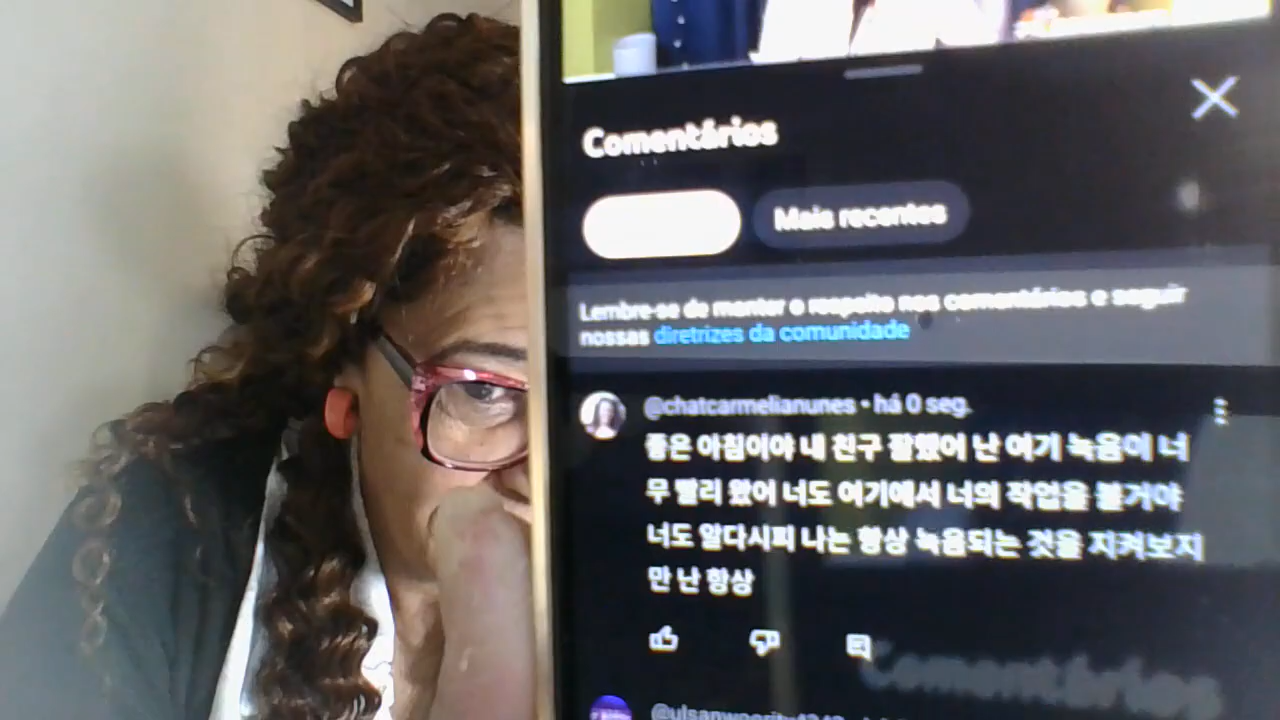 Comentários
Mais recentes
Lembre-se de manter o respeito nos comentários e seguir
nossas diretrizes da comunidade
@chatcarmelianunes • há 0 seg.
좋은 아침이야 내 친구 잘했어 난 여기 녹음이 너
무 빨리 왔어 너도 여기에서 너의 작업을 볼거야
너도 알다시피 나는 항상 녹음되는 것을 지켜보지
만 난 항상
Comentários